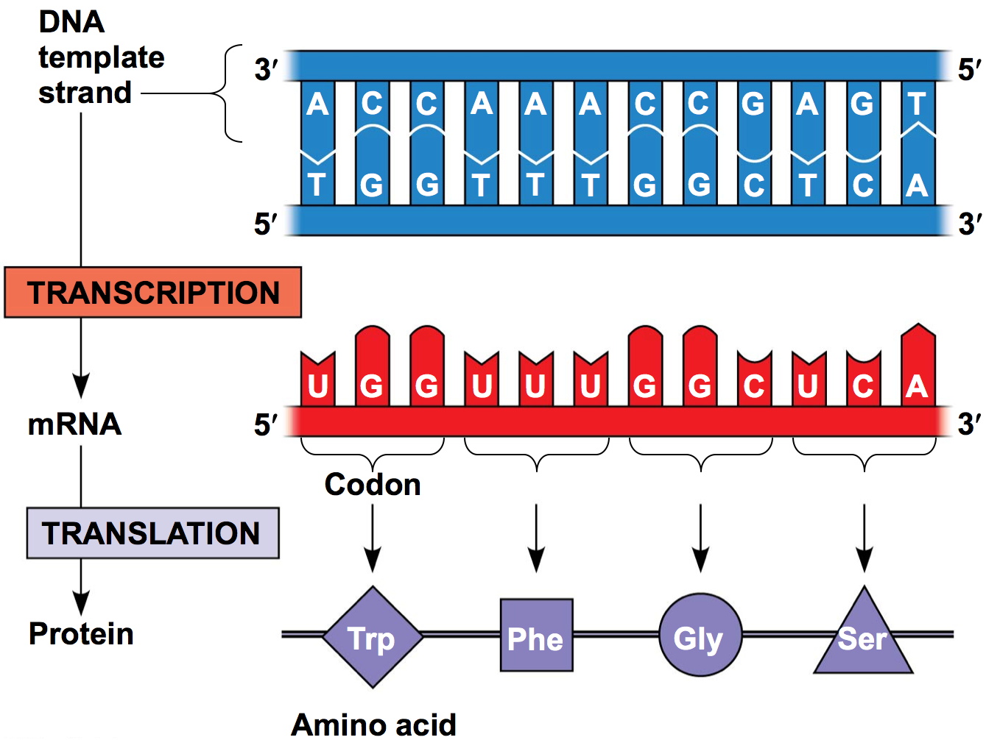 DNA
template
strand
3′ 5′
A C C A A A C C G A G T
T G G T T T G G C T C A
5′ 3′
TRANSCRIPTION
U G G U U U G G C U C A
mRNA
5′ 3′
Codon
TRANSLATION
Protein
Trp Phe Gly Ser
Amino acid